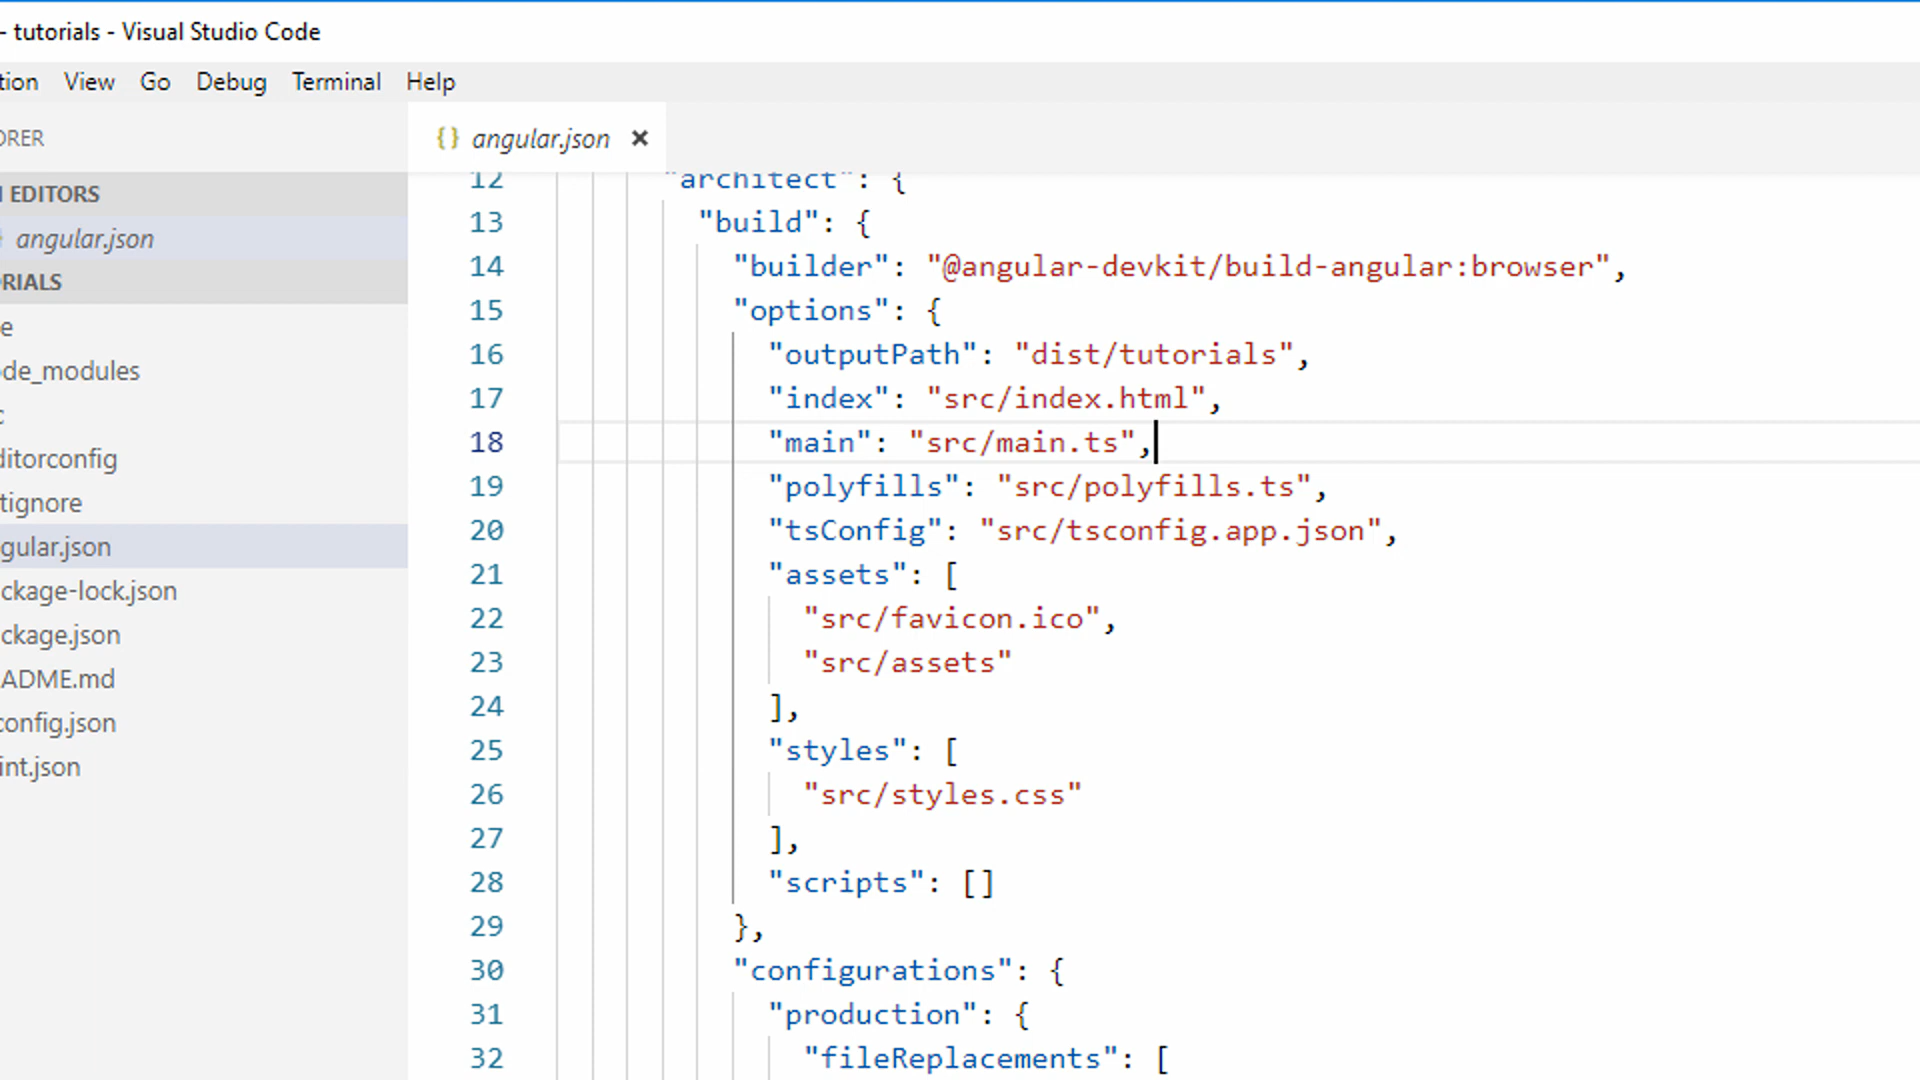 - tutorials - Visual Studio Code
tion View Go Debug Terminal Help
ORER
angular.json
EDITORS
angular.json
RIALS
e
de_modules
c
ditorconfig
tignore
gular.json
ckage-lock.json
ckage.json
ADME.md
config.json
int.json
12 "architect": {
13 "build": {
14 "builder": "@angular-devkit/build-angular:browser",
15 "options": {
16 "outputPath": "dist/tutorials",
17 "index": "src/index.html",
18 "main": "src/main.ts",
19 "polyfills": "src/polyfills.ts",
20 "tsConfig": "src/tsconfig.app.json",
21 "assets": [
22 "src/favicon.ico",
23 "src/assets"
24 ],
25 "styles": [
26 "src/styles.css"
27 ],
28 "scripts": []
29 },
30 "configurations": {
31 "production": {
32 "fileReplacements": [